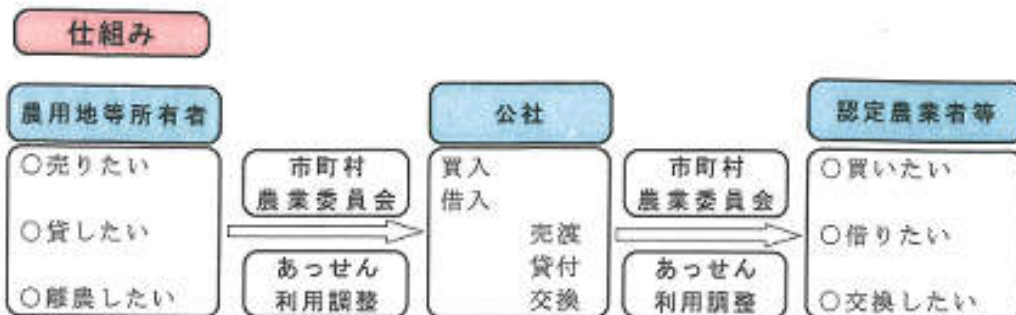 仕組み
農用地等所有者
○売りたい
○貸したい
○離農したい
市町村
農業委員会
あっせん
利用調整
公社
買入
借入
売渡
貸付
交換
市町村
農業委員会
あっせん
利用調整
認定農業者等
○買いたい
○借りたい
○交換したい